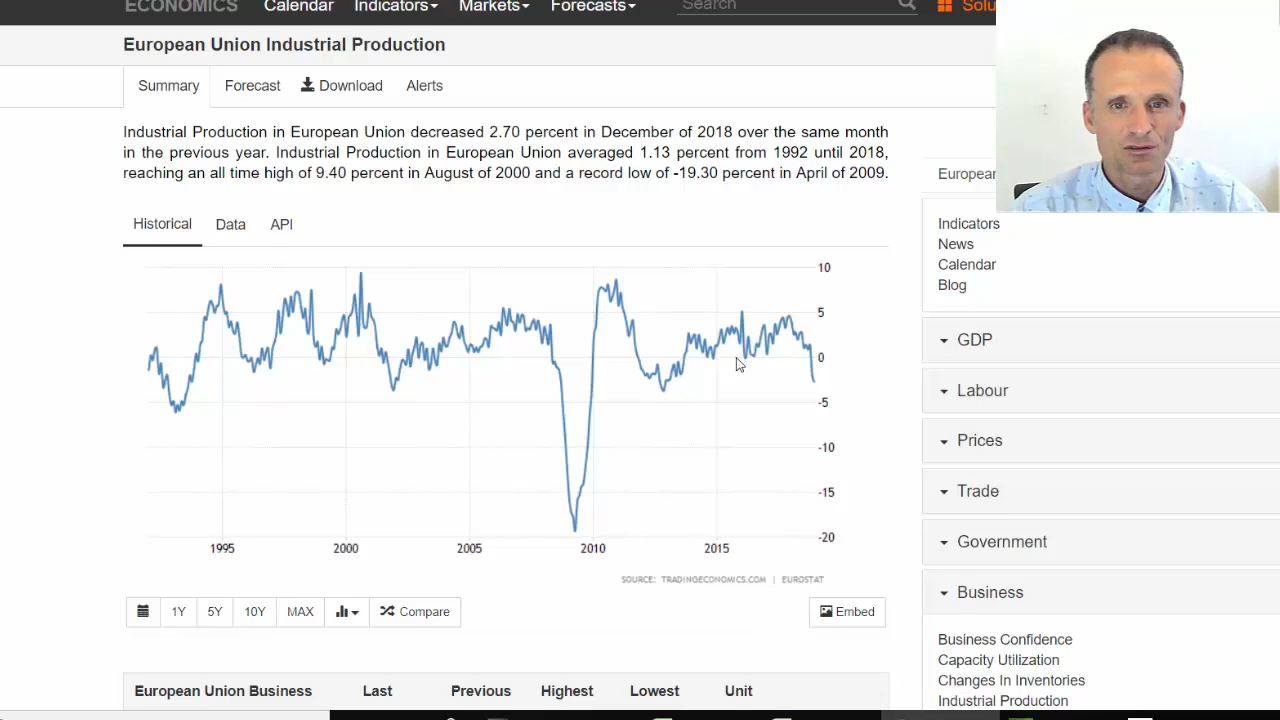 ECONOMICS Calendar Indicators Markets Forecasts Search
European Union Industrial Production
Summary Forecast Download Alerts
Industrial Production in European Union decreased 2.70 percent in December of 2018 over the same month
in the previous year. Industrial Production in European Union averaged 1.13 percent from 1992 until 2018,
reaching an all time high of 9.40 percent in August of 2000 and a record low of -19.30 percent in April of 2009.
Historical Data API
10
5
0
-5
-10
-15
-20
1995 2000 2005 2010 2015
SOURCE: TRADINGECONOMICS.COM | EUROSTAT
1Y 5Y 10Y MAX Compare Embed
European Union Business Last Previous Highest Lowest Unit
European
Indicators
News
Calendar
Blog
GDP
Labour
Prices
Trade
Government
Business
Business Confidence
Capacity Utilization
Changes In Inventories
Industrial Production